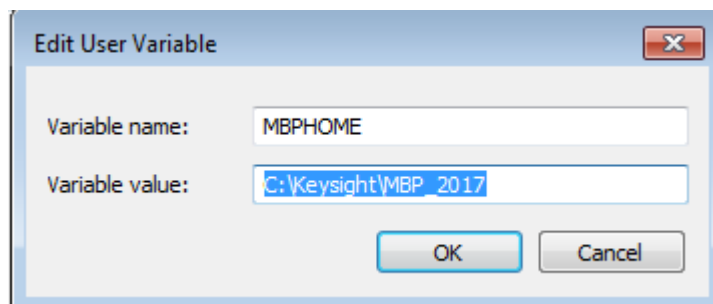 Edit User Variable
Variable name: MBPHOME
Variable value: C:\Keysight\MBP_2017
OK Cancel